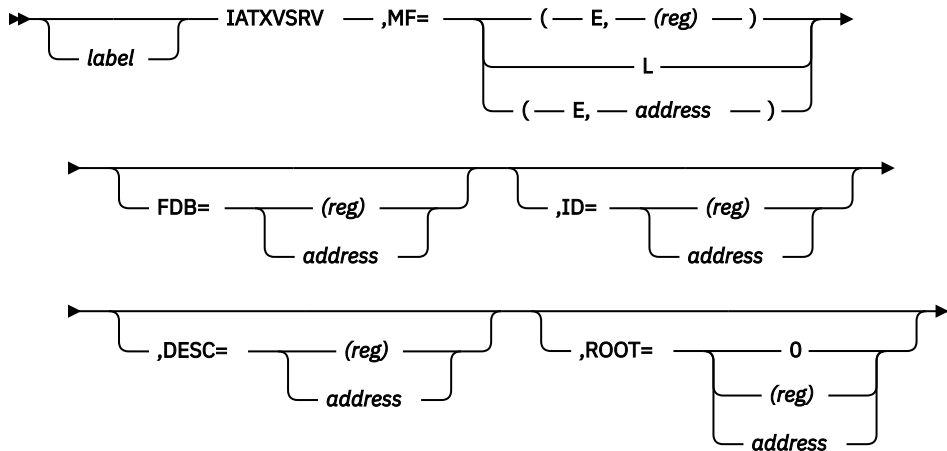 IATXVSRV ,MF= ( E, (reg) )
label
L
( E, address )
FDB= (reg) ,ID= (reg)
address address
,DESC= (reg) ,ROOT= 0
address (reg)
address